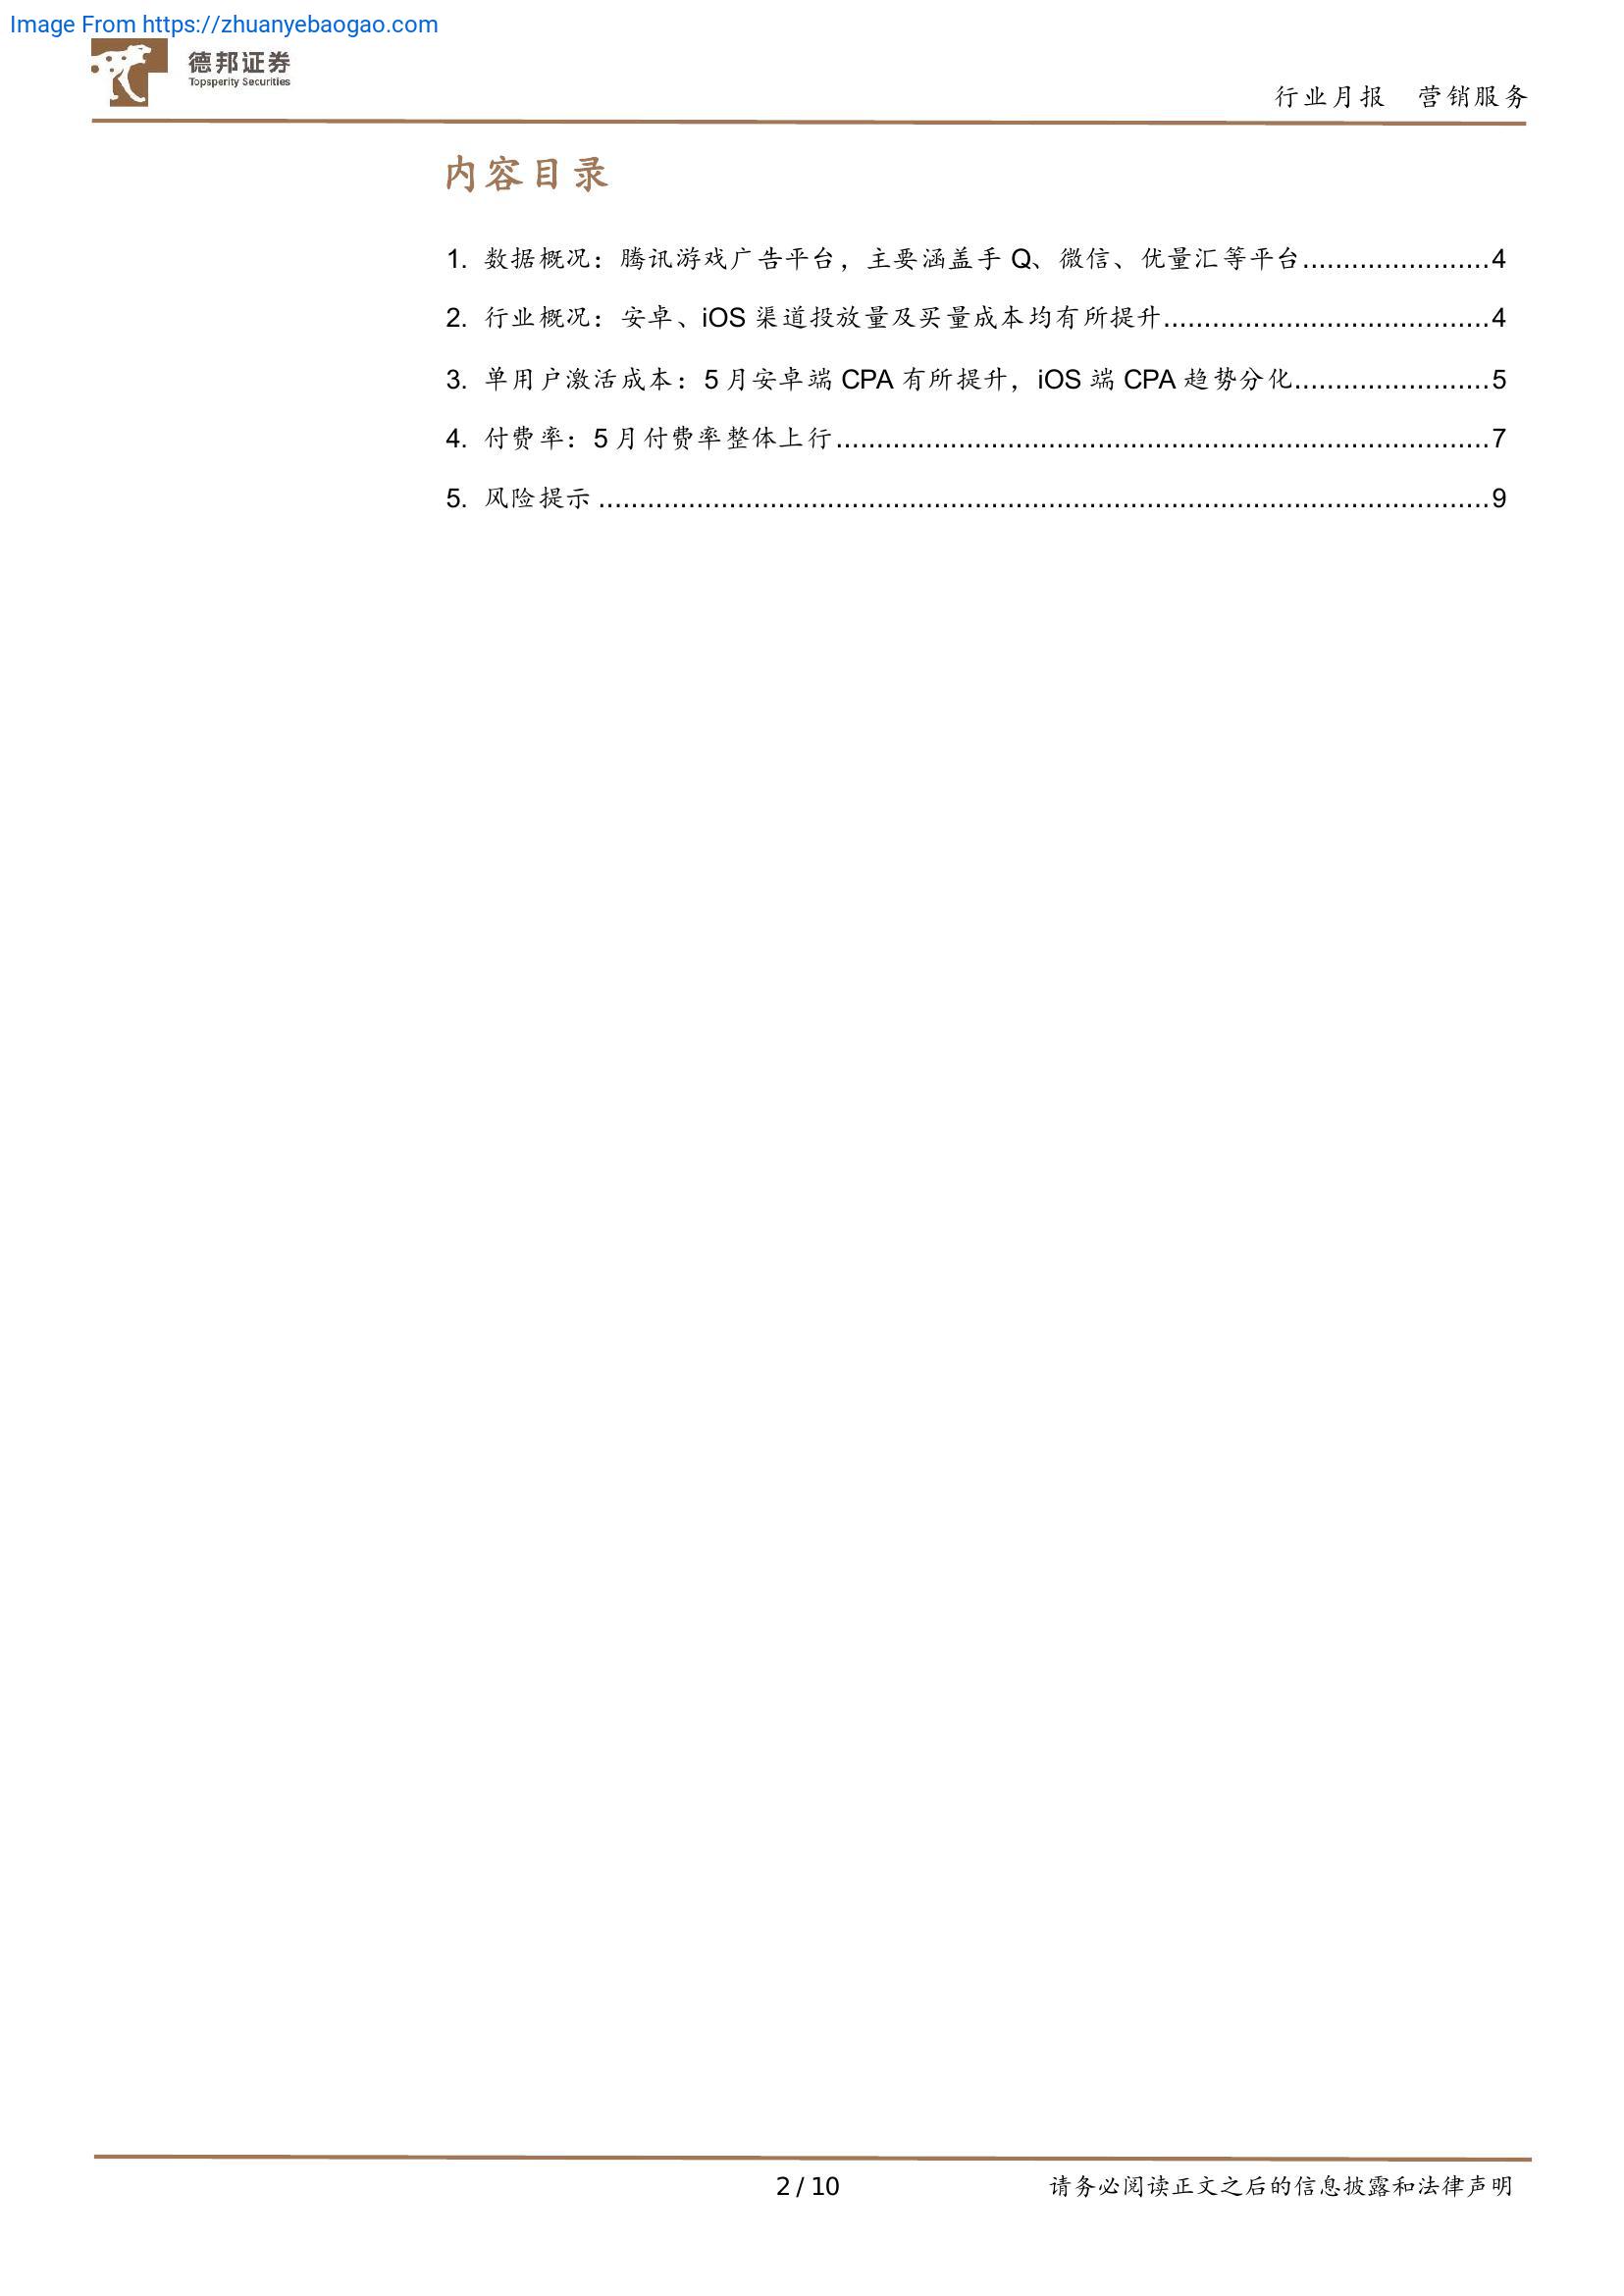 Image From https://zhuanyebaogao.com
德邦证券
Topsperity Securities
行业月报 营销服务
内容目录
1. 数据概况：腾讯游戏广告平台，主要涵盖手 Q、微信、优量汇等平台.......................4
2. 行业概况：安卓、iOS 渠道投放量及买量成本均有所提升........................................4
3. 单用户激活成本：5 月安卓端 CPA 有所提升，iOS 端 CPA 趋势分化........................5
4. 付费率：5 月付费率整体上行................................................................................7
5. 风险提示.............................................................................................................9
2 / 10
请务必阅读正文之后的信息披露和法律声明